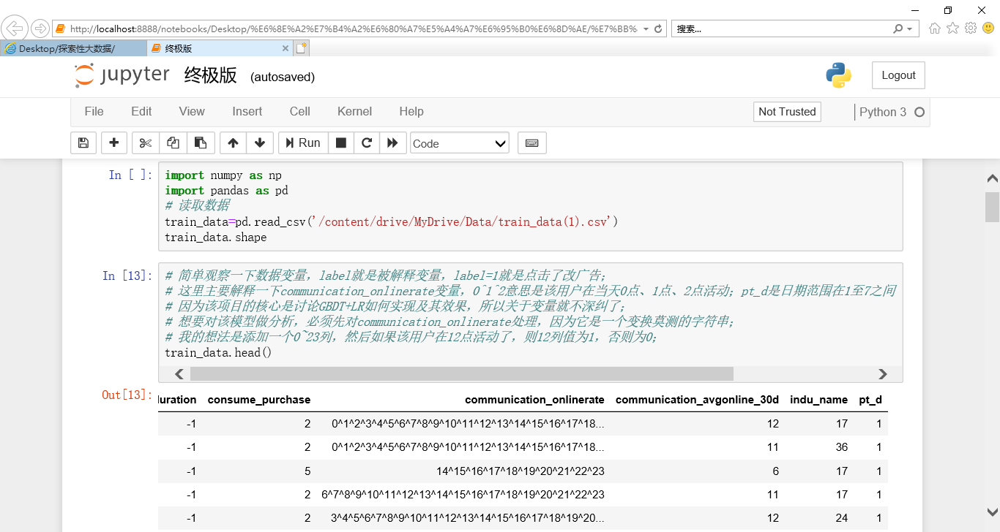 http://localhost:8888/notebooks/Desktop/%E6%8E%A2%E7%B4%A2%E6%80%A7%E5%A4%A7%E6%95%B0%E6%8D%AE/%E7%BB%
搜索...
Desktop/探索性大数据/
终极版
jupyter 终极版 (autosaved)
Logout
File Edit View Insert Cell Kernel Help
Not Trusted
Python 3
Run
Code
In [ ]:
import numpy as np
import pandas as pd
# 读取数据
train_data=pd.read_csv('/content/drive/MyDrive/Data/train_data(1).csv')
train_data.shape
In [13]:
# 简单观察一下数据变量，label就是被解释变量，label=1就是点击了改广告；
# 这里主要解释一下communication_onlinerate变量，0^1^2意思是该用户在当天0点、1点、2点活动；pt_d是日期范围在1至7之间
# 因为该项目的核心是讨论GBDT+LR如何实现及其效果，所以关于变量就不深纠了；
# 想要对该模型做分析，必须先对communication_onlinerate处理，因为它是一个变换莫测的字符串；
# 我的想法是添加一个0~23列，然后如果该用户在12点活动了，则12列值为1，否则为0；
train_data.head()
Out[13]:
duration consume_purchase communication_onlinerate communication_avgonline_30d indu_name pt_d
-1 2 0^1^2^3^4^5^6^7^8^9^10^11^12^13^14^15^16^17^18... 12 17 1
-1 2 0^1^2^3^4^5^6^7^8^9^10^11^12^13^14^15^16^17^18... 11 36 1
-1 5 14^15^16^17^18^19^20^21^22^23 6 17 1
-1 2 6^7^8^9^10^11^12^13^14^15^16^17^18^19^20^21^22^23 11 17 1
-1 2 3^4^5^6^7^8^9^10^11^12^13^14^15^16^17^18^19^20... 12 24 1